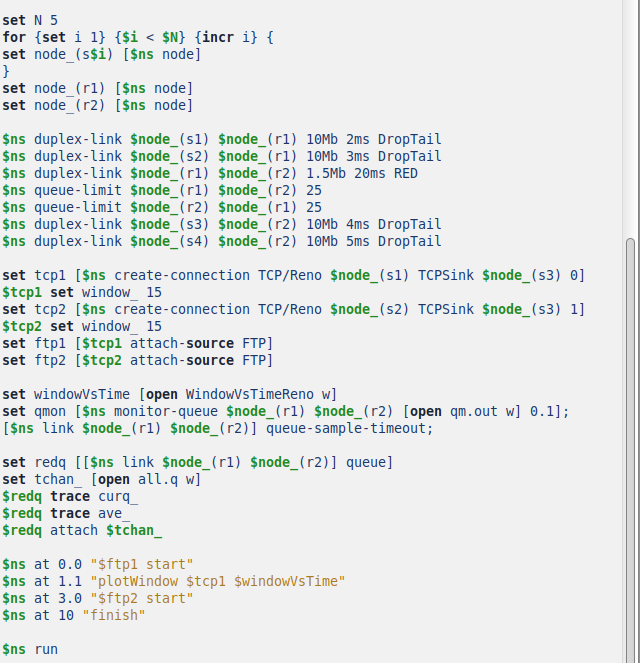 set N 5
for {set i 1} {$i < $N} {incr i} {
set node_(s$i) [$ns node]
}
set node_(r1) [$ns node]
set node_(r2) [$ns node]
$ns duplex-link $node_(s1) $node_(r1) 10Mb 2ms DropTail
$ns duplex-link $node_(s2) $node_(r1) 10Mb 3ms DropTail
$ns duplex-link $node_(r1) $node_(r2) 1.5Mb 20ms RED
$ns queue-limit $node_(r1) $node_(r2) 25
$ns queue-limit $node_(r2) $node_(r1) 25
$ns duplex-link $node_(s3) $node_(r2) 10Mb 4ms DropTail
$ns duplex-link $node_(s4) $node_(r2) 10Mb 5ms DropTail
set tcp1 [$ns create-connection TCP/Reno $node_(s1) TCPSink $node_(s3) 0]
$tcp1 set window_ 15
set tcp2 [$ns create-connection TCP/Reno $node_(s2) TCPSink $node_(s3) 1]
$tcp2 set window_ 15
set ftp1 [$tcp1 attach-source FTP]
set ftp2 [$tcp2 attach-source FTP]
set windowVsTime [open WindowVsTimeReno w]
set qmon [$ns monitor-queue $node_(r1) $node_(r2) [open qm.out w] 0.1];
[$ns link $node_(r1) $node_(r2)] queue-sample-timeout;
set redq [[$ns link $node_(r1) $node_(r2)] queue]
set tchan_ [open all.q w]
$redq trace curq_
$redq trace ave_
$redq attach $tchan_
$ns at 0.0 "$ftp1 start"
$ns at 1.1 "plotWindow $tcp1 $windowVsTime"
$ns at 3.0 "$ftp2 start"
$ns at 10 "finish"
$ns run